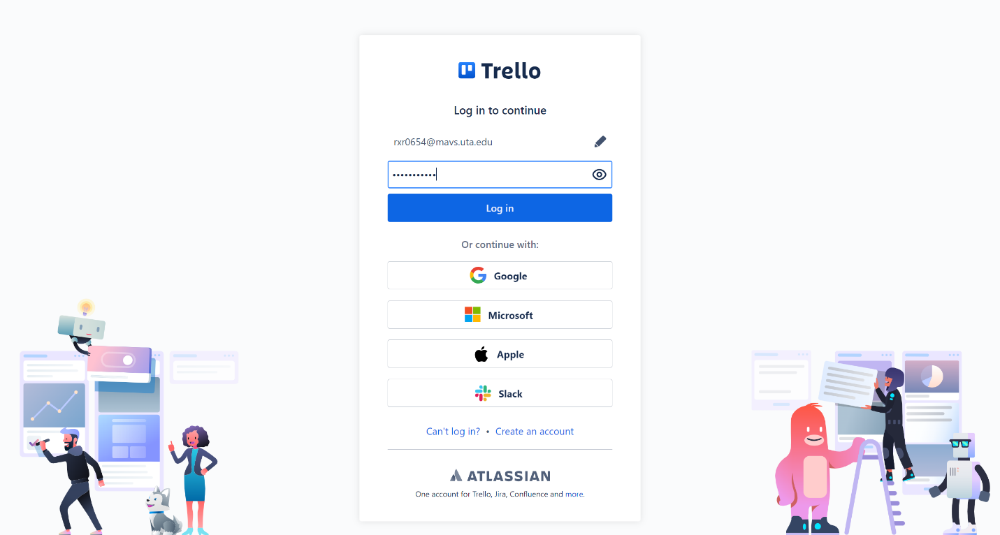 Trello
Log in to continue
rxr0654@mavs.uta.edu
•••••••••••
Log in
Or continue with:
Google
Microsoft
Apple
Slack
Can't log in? • Create an account
ATLASSIAN
One account for Trello, Jira, Confluence and more.